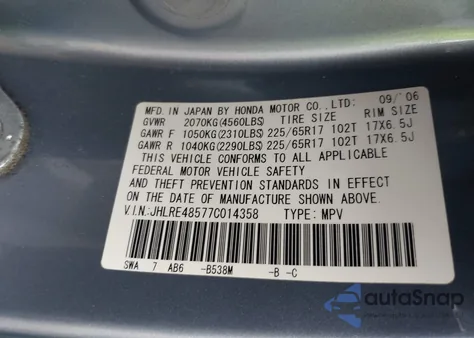 MFD. IN JAPAN BY HONDA MOTOR CO.,LTD: 09/'06
GVWR 2070KG(4560LBS) TIRE SIZE RIM SIZE
GAWR F 1050KG(2310LBS) 225/65R17 102T 17X6.5J
GAWR R 1040KG(2290LBS) 225/65R17 102T 17X6.5J
THIS VEHICLE CONFORMS TO ALL APPLICABLE
FEDERAL MOTOR VEHICLE SAFETY
AND THEFT PREVENTION STANDARDS IN EFFECT
ON THE DATE OF MANUFACTURE SHOWN ABOVE.
V.I.N:JHLRE48577C014358 TYPE: MPV
SWA 7 AB6 -B538M -B -C
autoSnap